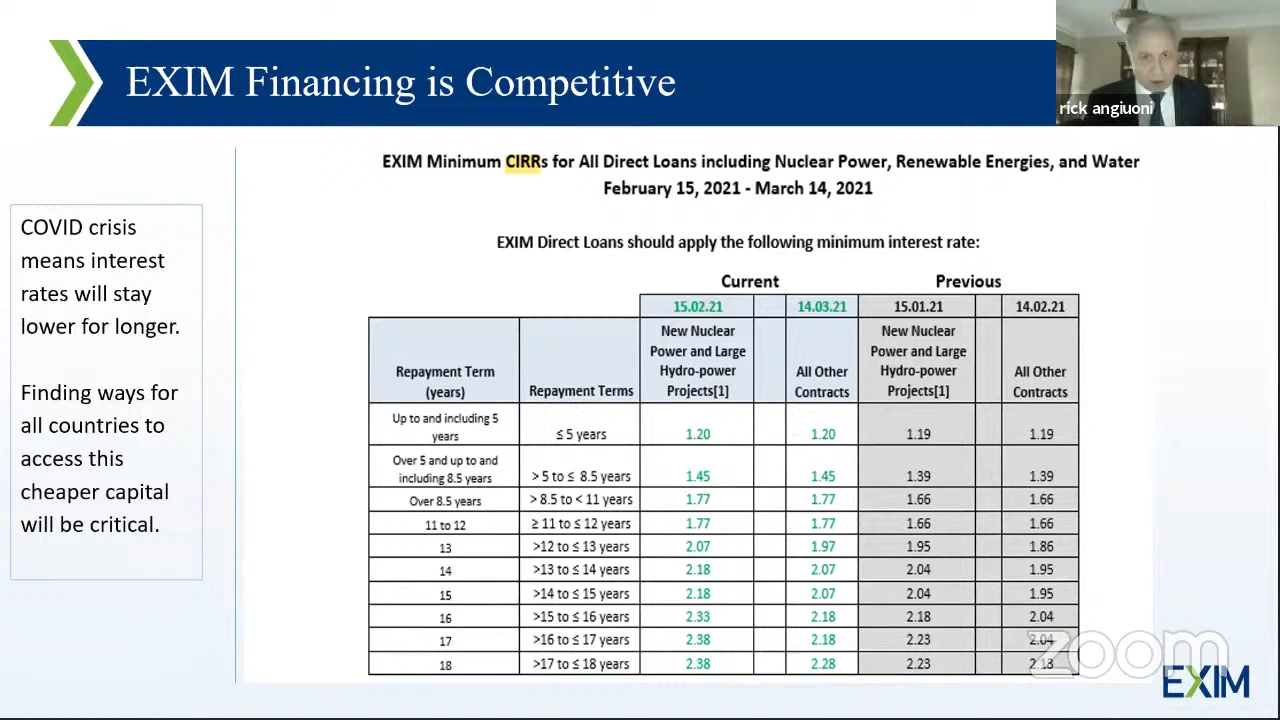 EXIM Financing is Competitive
rick angiuoni
COVID crisis
means interest
rates will stay
lower for longer.
Finding ways for
all countries to
access this
cheaper capital
will be critical.
EXIM Minimum CIRRs for All Direct Loans including Nuclear Power, Renewable Energies, and Water
February 15, 2021 - March 14, 2021
EXIM Direct Loans should apply the following minimum interest rate:
Current Previous
15.02.21 14.03.21 15.01.21 14.02.21
Repayment Term
(years)
Repayment Terms
New Nuclear
Power and Large
Hydro-power
Projects[1]
All Other
Contracts
New Nuclear
Power and Large
Hydro-power
Projects[1]
All Other
Contracts
Up to and including 5
years
≤ 5 years 1.20 1.20 1.19 1.19
Over 5 and up to and
including 8.5 years
> 5 to ≤ 8.5 years 1.45 1.45 1.39 1.39
Over 8.5 years > 8.5 to < 11 years 1.77 1.77 1.66 1.66
11 to 12 ≥ 11 to ≤ 12 years 1.77 1.77 1.66 1.66
13 >12 to ≤ 13 years 2.07 1.97 1.95 1.86
14 >13 to ≤ 14 years 2.18 2.07 2.04 1.95
15 >14 to ≤ 15 years 2.18 2.07 2.04 1.95
16 >15 to ≤ 16 years 2.33 2.18 2.18 2.04
17 >16 to ≤ 17 years 2.38 2.18 2.23 2.04
18 >17 to ≤ 18 years 2.38 2.28 2.23
zoom
EXIM